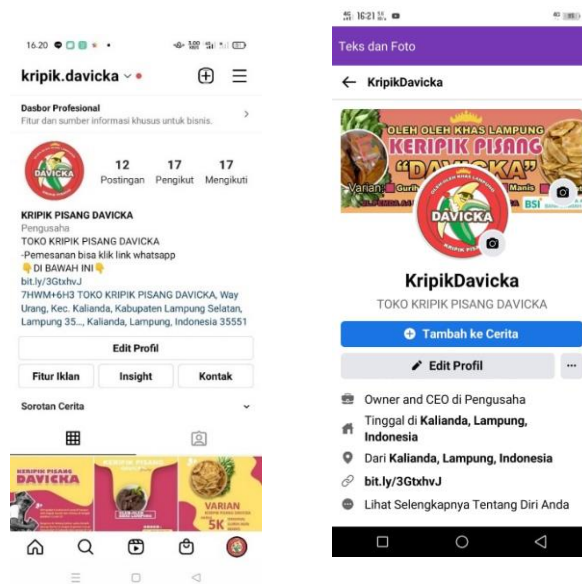 16.20
kripik.davicka
Dasbor Profesional
Fitur dan sumber informasi khusus untuk bisnis.
DAVICKA
12
17
17
Postingan
Pengikut
Mengikuti
KRIPIK PISANG DAVICKA
Pengusaha
TOKO KRIPIK PISANG DAVICKA
-Pemesanan bisa klik link whatsapp
👇DI BAWAH INI👇
bit.ly/3GtxhvJ
7HWM+6H3 TOKO KRIPIK PISANG DAVICKA, Way
Urang, Kec. Kalianda, Kabupaten Lampung Selatan,
Lampung 35..., Kalianda, Lampung, Indonesia 35551
Edit Profil
Fitur Iklan
Insight
Kontak
Sorotan Cerita
KERIPIK PISANG
DAVICKA
VARIAN
5K
16:21
Teks dan Foto
KripikDavicka
OLEH OLEH KHAS LAMPUNG
KERIPIK PISANG
"DAVICKA"
Varian:
Gurih
Manis
BSI
DAVICKA
KripikDavicka
TOKO KRIPIK PISANG DAVICKA
Tambah ke Cerita
Edit Profil
...
Owner and CEO di Pengusaha
Tinggal di Kalianda, Lampung,
Indonesia
Dari Kalianda, Lampung, Indonesia
bit.ly/3GtxhvJ
Lihat Selengkapnya Tentang Diri Anda